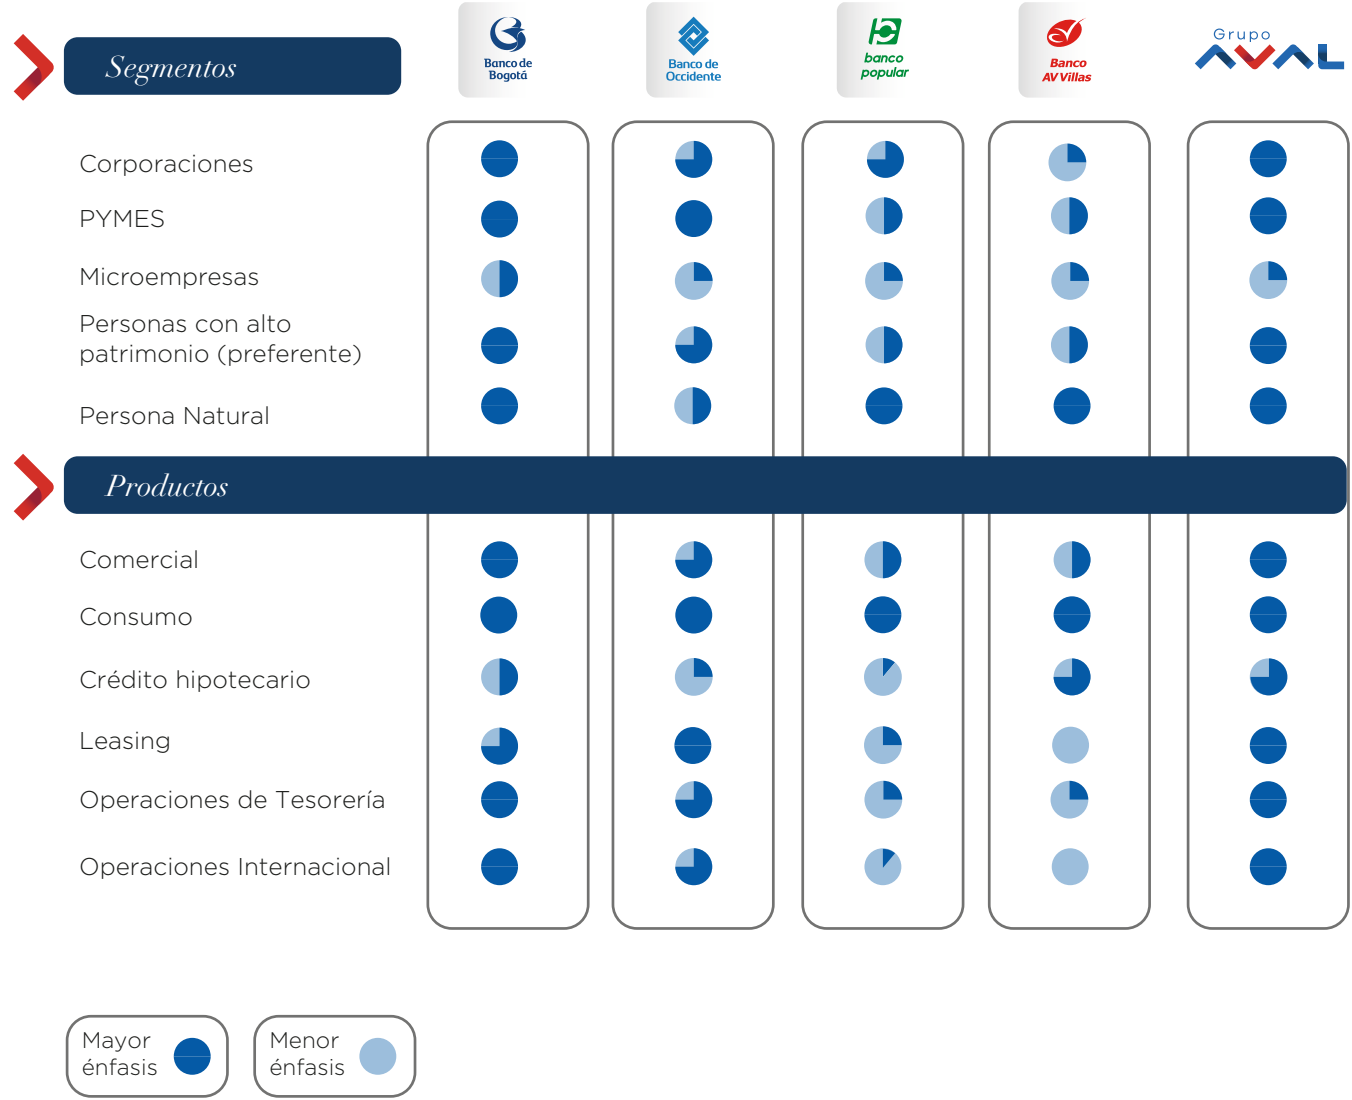 Segmentos
Banco de
Bogotá
Banco de
Occidente
banco
popular
Banco
AV Villas
Grupo
AVAL
Corporaciones
PYMES
Microempresas
Personas con alto
patrimonio (preferente)
Persona Natural
Productos
Comercial
Consumo
Crédito hipotecario
Leasing
Operaciones de Tesorería
Operaciones Internacional
Mayor
énfasis
Menor
énfasis